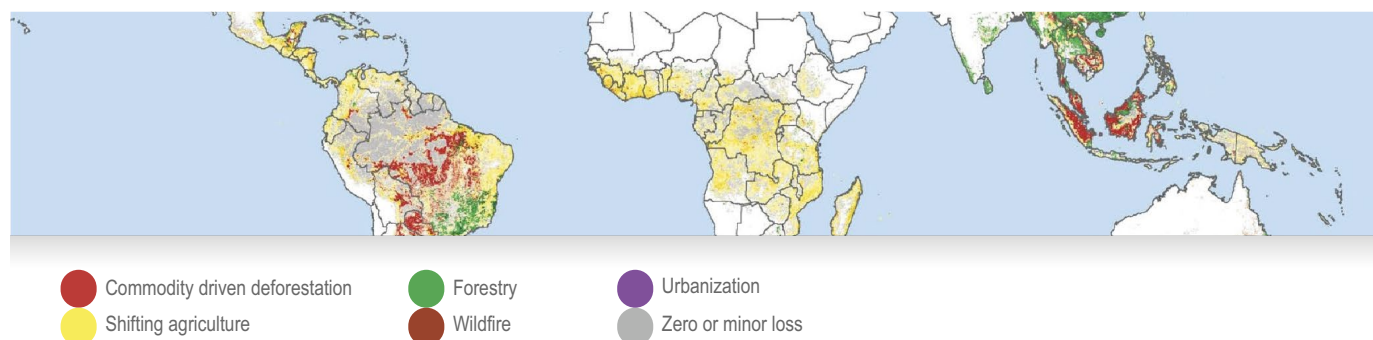 Commodity driven deforestation
Shifting agriculture
Forestry
Wildfire
Urbanization
Zero or minor loss